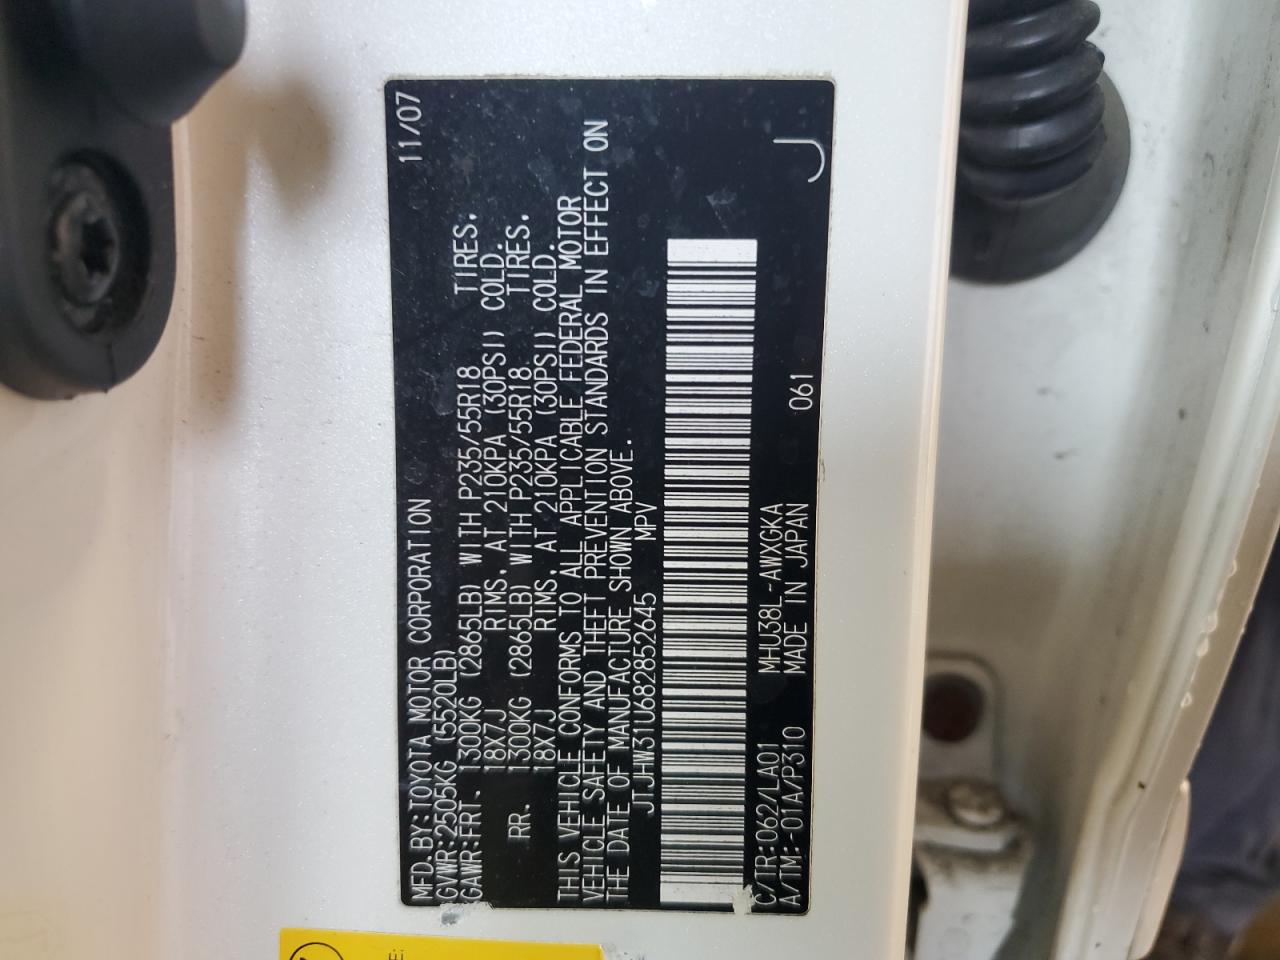 MFD.BY:TOYOTA MOTOR CORPORATION 11/07
GVWR:2505KG (5520LB)
GAWR:FRT. 1300KG (2865LB) WITH P235/55R18 TIRES.
18X7J RIMS. AT 210KPA (30PSI) COLD.
RR. 1300KG (2865LB) WITH P235/55R18 TIRES.
18X7J RIMS. AT 210KPA (30PSI) COLD.
THIS VEHICLE CONFORMS TO ALL APPLICABLE FEDERAL MOTOR
VEHICLE SAFETY AND THEFT PREVENTION STANDARDS IN EFFECT ON
THE DATE OF MANUFACTURE SHOWN ABOVE.
JTJHW31U682852645 MPV
C/TR:062/LA01 MHU38L-AWXGKA J
A/TM:-01A/P310 MADE IN JAPAN 061